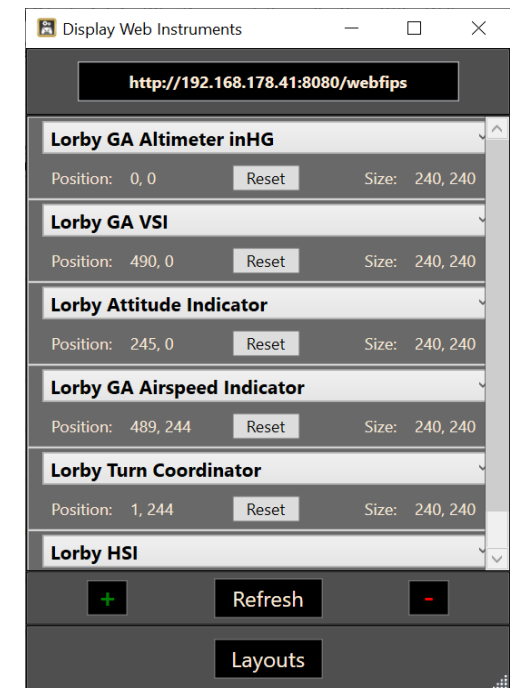 Display Web Instruments
http://192.168.178.41:8080/webfips
Lorby GA Altimeter inHG
Position: 0, 0 Reset Size: 240, 240
Lorby GA VSI
Position: 490, 0 Reset Size: 240, 240
Lorby Attitude Indicator
Position: 245, 0 Reset Size: 240, 240
Lorby GA Airspeed Indicator
Position: 489, 244 Reset Size: 240, 240
Lorby Turn Coordinator
Position: 1, 244 Reset Size: 240, 240
Lorby HSI
+ Refresh -
Layouts